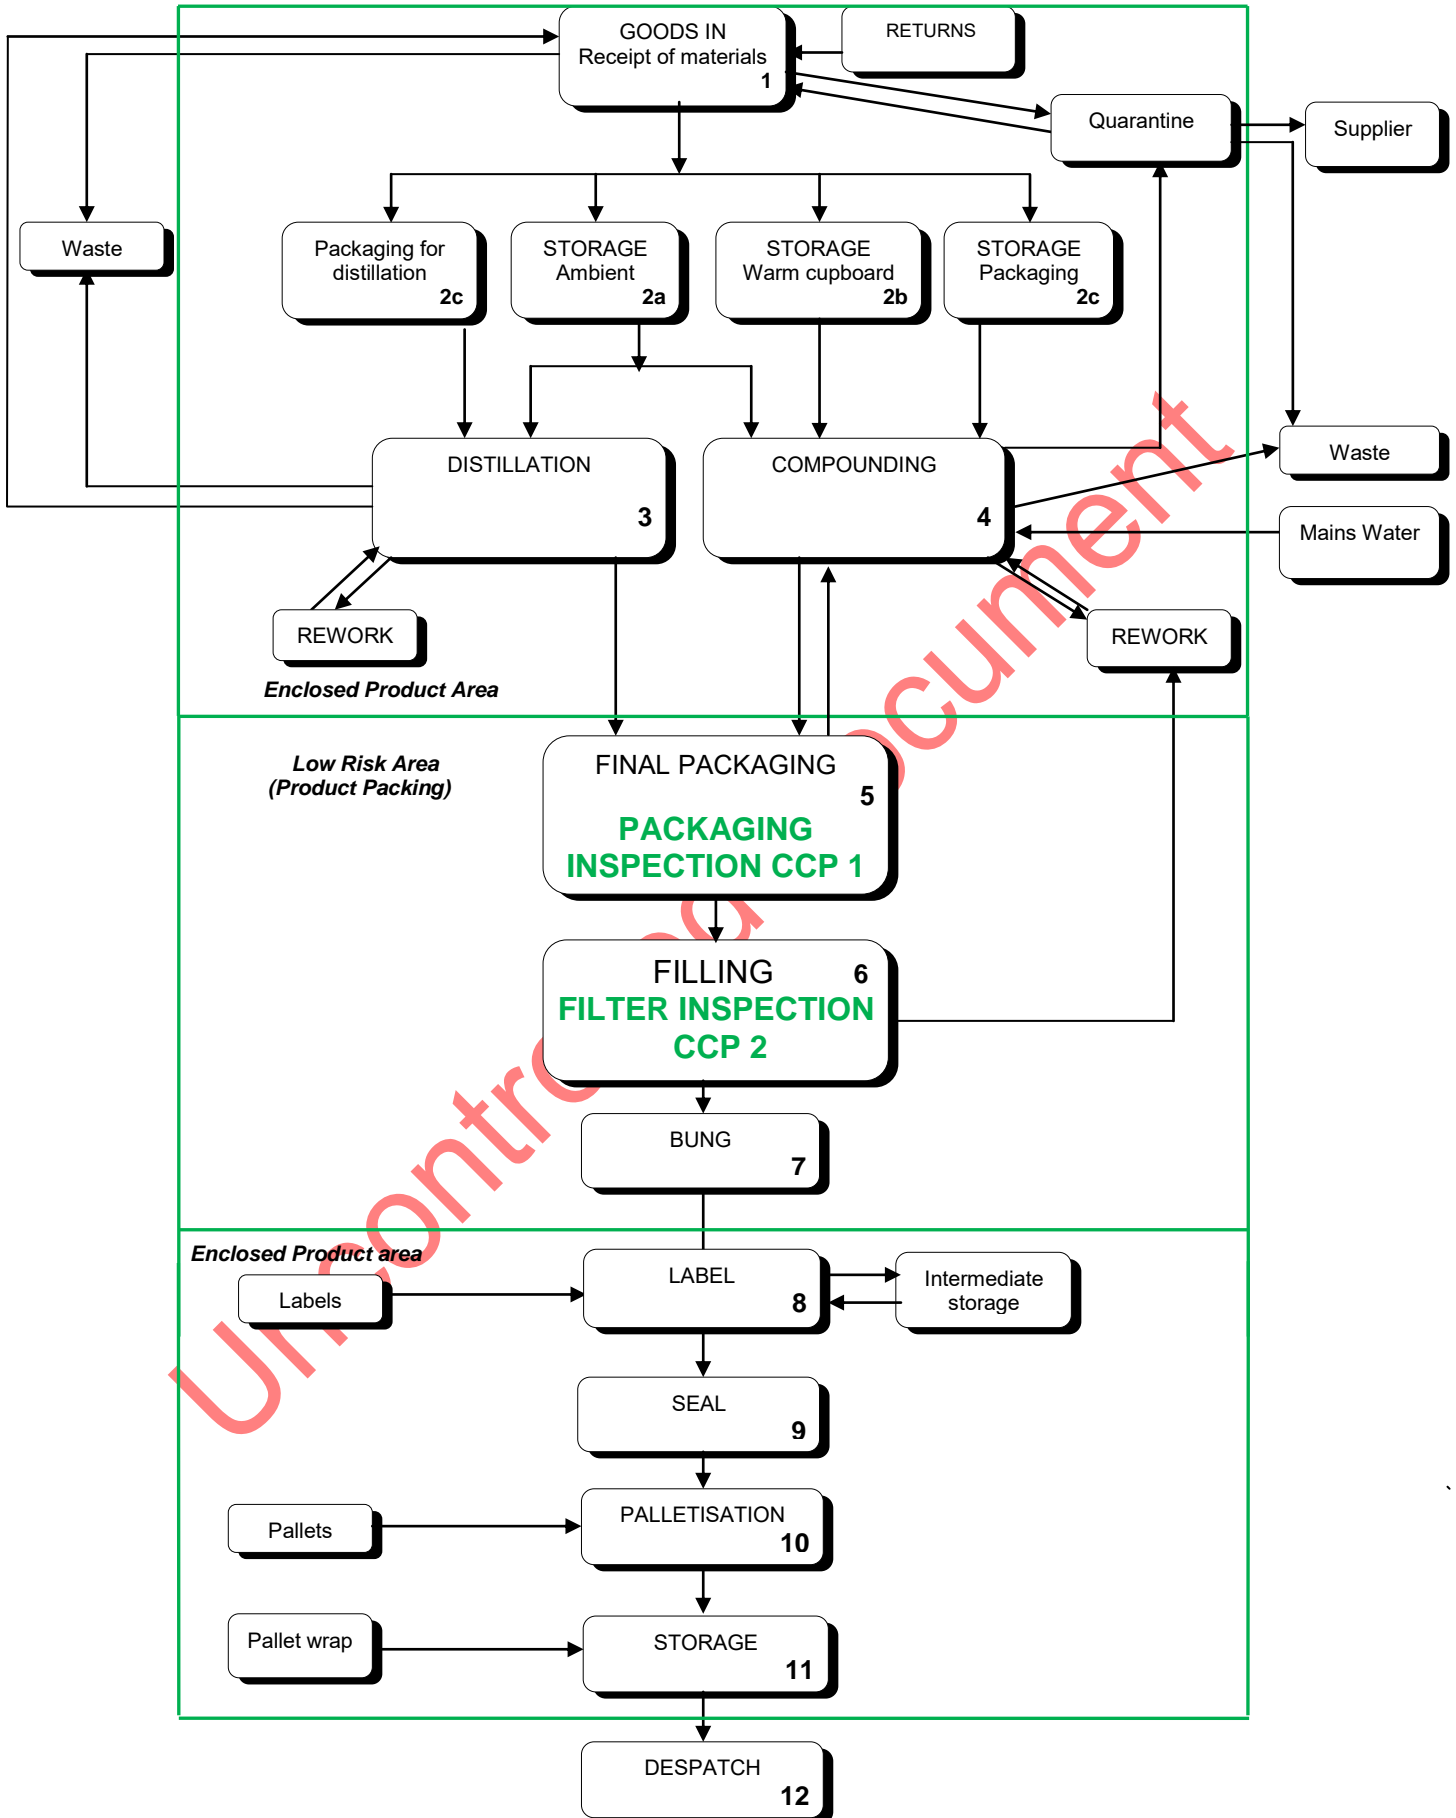 GOODS IN
Receipt of materials
1
RETURNS
Quarantine
Supplier
Waste
Packaging for
distillation
2c
STORAGE
Ambient
2a
STORAGE
Warm cupboard
2b
STORAGE
Packaging
2c
DISTILLATION
3
COMPOUNDING
4
Waste
Mains Water
REWORK
REWORK
Enclosed Product Area
Low Risk Area
(Product Packing)
FINAL PACKAGING
5
PACKAGING
INSPECTION CCP 1
FILLING 6
FILTER INSPECTION
CCP 2
BUNG
7
Enclosed Product area
Labels
LABEL
8
Intermediate
storage
SEAL
9
Pallets
PALLETISATION
10
Pallet wrap
STORAGE
11
DESPATCH
12
Uncontrolled Document